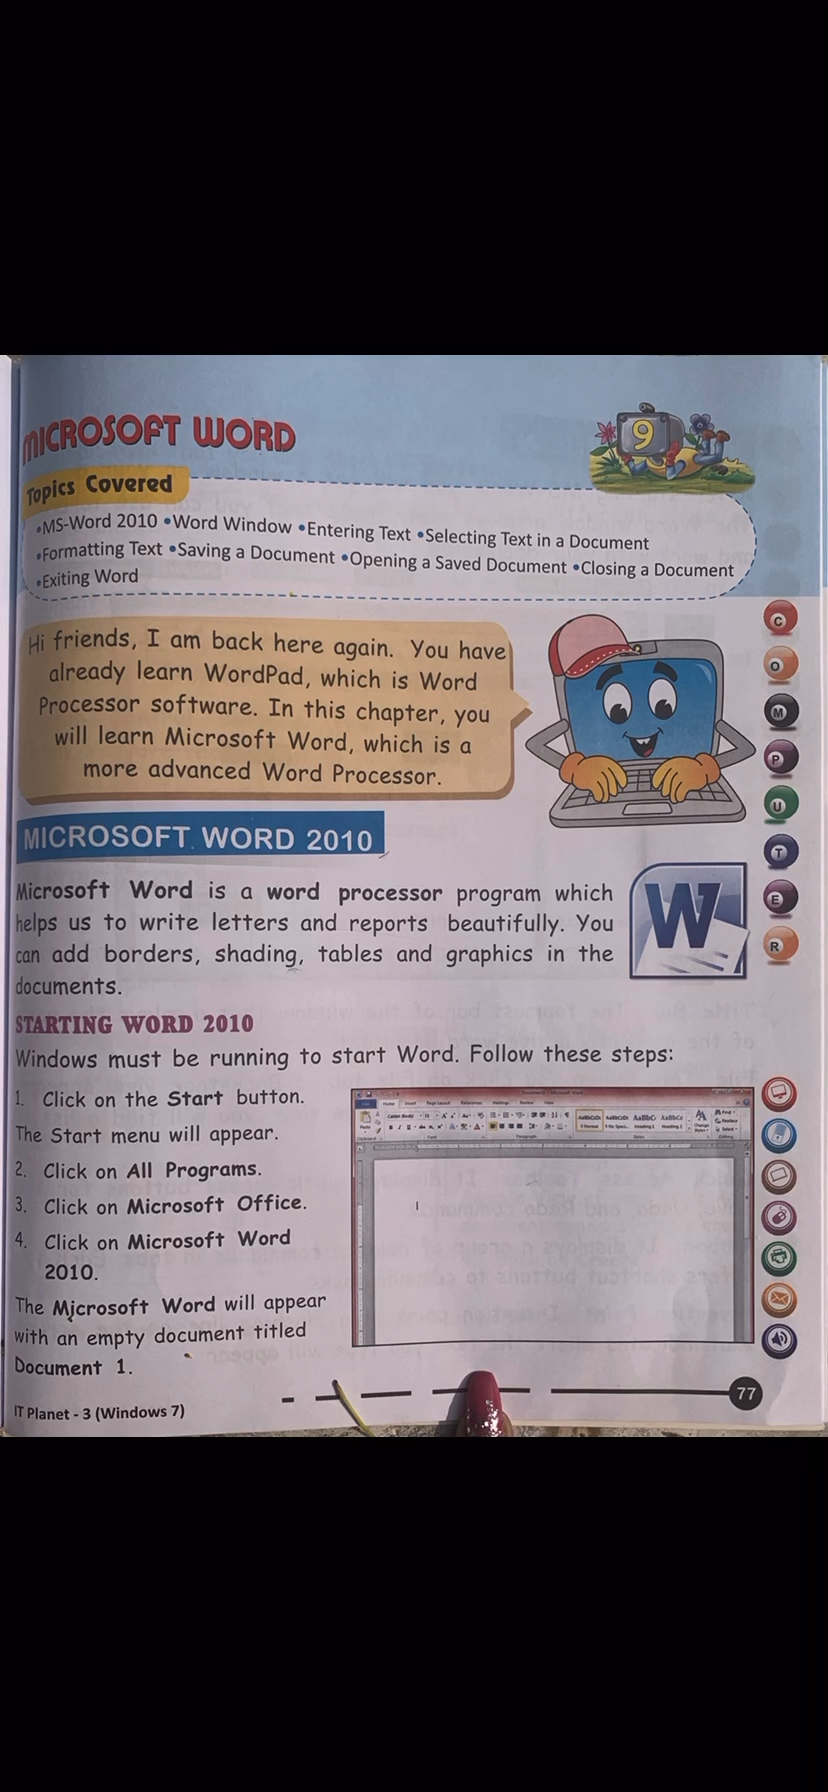 MICROSOFT WORD
9
Topics Covered
•MS-Word 2010 •Word Window •Entering Text •Selecting Text in a Document
•Formatting Text •Saving a Document •Opening a Saved Document •Closing a Document
•Exiting Word
Hi friends, I am back here again. You have
already learn WordPad, which is Word
Processor software. In this chapter, you
will learn Microsoft Word, which is a
more advanced Word Processor.
C
O
M
P
U
T
E
R
MICROSOFT WORD 2010
Microsoft Word is a word processor program which
helps us to write letters and reports beautifully. You
can add borders, shading, tables and graphics in the
documents.
W
STARTING WORD 2010
Windows must be running to start Word. Follow these steps:
1. Click on the Start button.
The Start menu will appear.
2. Click on All Programs.
3. Click on Microsoft Office.
4. Click on Microsoft Word
2010.
The Microsoft Word will appear
with an empty document titled
Document 1.
77
IT Planet - 3 (Windows 7)